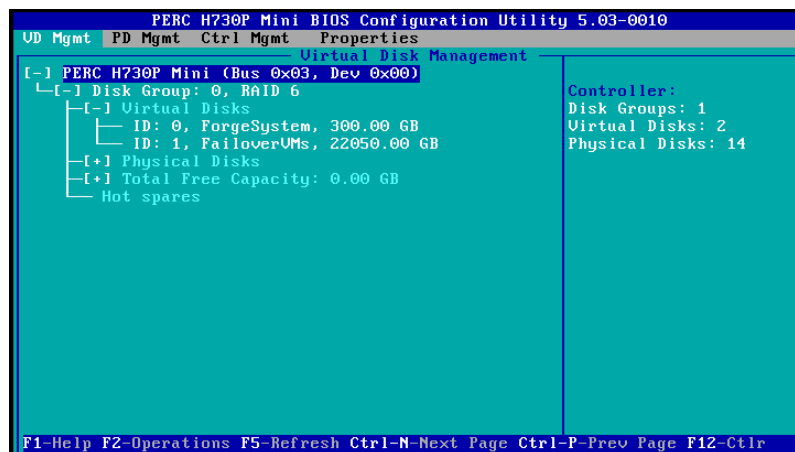 PERC H730P Mini BIOS Configuration Utility 5.03-0010
VD Mgmt PD Mgmt Ctrl Mgmt Properties
Virtual Disk Management
[-] PERC H730P Mini (Bus 0x03, Dev 0x00)
[-] Disk Group: 0, RAID 6
[-] Virtual Disks
ID: 0, ForgeSystem, 300.00 GB
ID: 1, FailoverVMs, 22050.00 GB
[+] Physical Disks
[+] Total Free Capacity: 0.00 GB
Hot spares
Controller:
Disk Groups: 1
Virtual Disks: 2
Physical Disks: 14
F1-Help F2-Operations F5-Refresh Ctrl-N-Next Page Ctrl-P-Prev Page F12-Ctlr